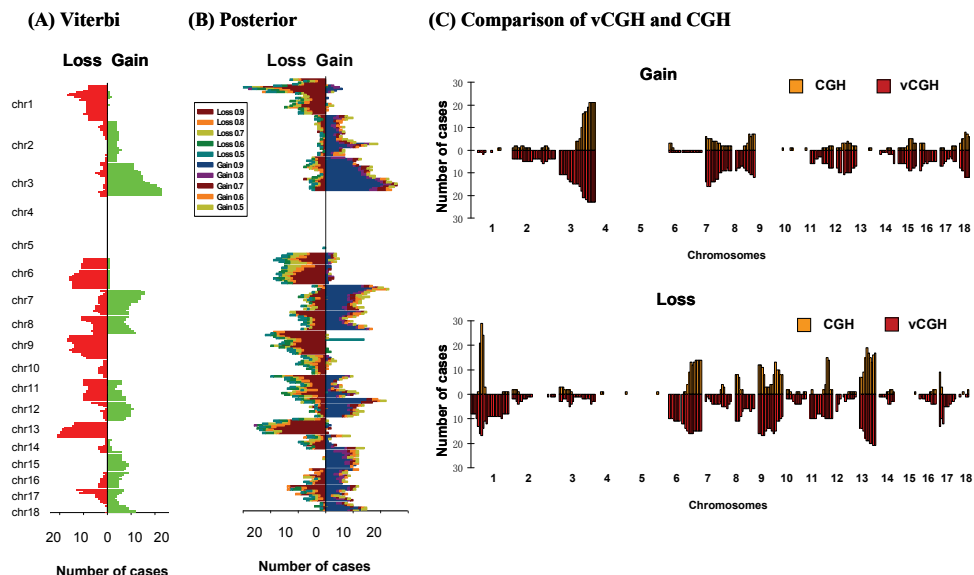 (A) Viterbi
Loss Gain
chr1
chr2
chr3
chr4
chr5
chr6
chr7
chr8
chr9
chr10
chr11
chr12
chr13
chr14
chr15
chr16
chr17
chr18
20 10 0 10 20
Number of cases
(B) Posterior
Loss Gain
Loss 0.9
Loss 0.8
Loss 0.7
Loss 0.6
Loss 0.5
Gain 0.9
Gain 0.8
Gain 0.7
Gain 0.6
Gain 0.5
20 10 0 10 20
Number of cases
(C) Comparison of vCGH and CGH
Gain
CGH vCGH
Number of cases
30
20
10
0
10
20
30
1 2 3 4 5 6 7 8 9 10 11 12 13 14 15 16 17 18
Chromosomes
Loss
CGH vCGH
Number of cases
30
20
10
0
10
20
30
1 2 3 4 5 6 7 8 9 10 11 12 13 14 15 16 17 18
Chromosomes